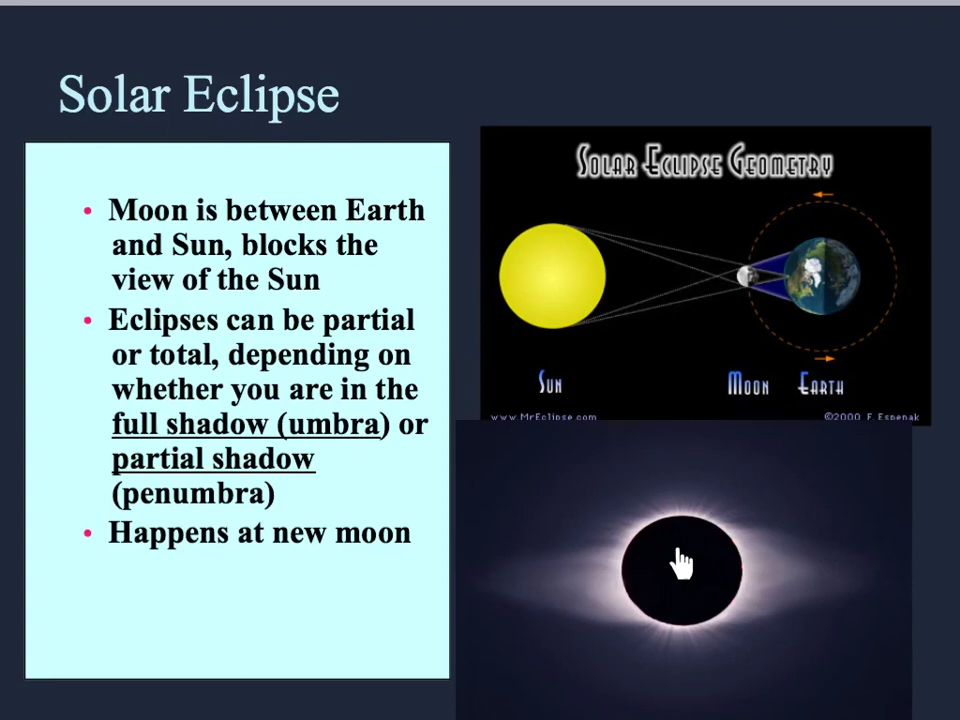 Solar Eclipse
• Moon is between Earth
and Sun, blocks the
view of the Sun
• Eclipses can be partial
or total, depending on
whether you are in the
full shadow (umbra) or
partial shadow
(penumbra)
• Happens at new moon
Solar Eclipse Geometry
Sun
Moon
Earth
www.MrEclipse.com
©2000 F. Espenak